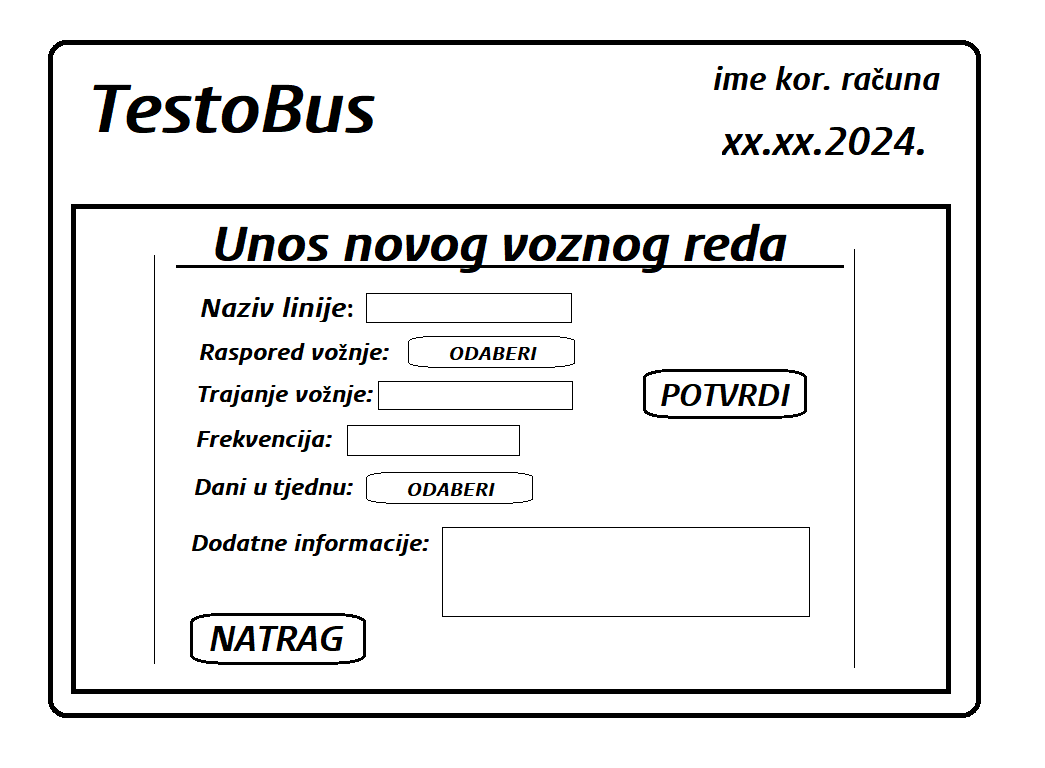 TestoBus
ime kor. računa
xx.xx.2024.
Unos novog voznog reda
Naziv linije:
Raspored vožnje: ODABERI
Trajanje vožnje:
POTVRDI
Frekvencija:
Dani u tjednu: ODABERI
Dodatne informacije:
NATRAG